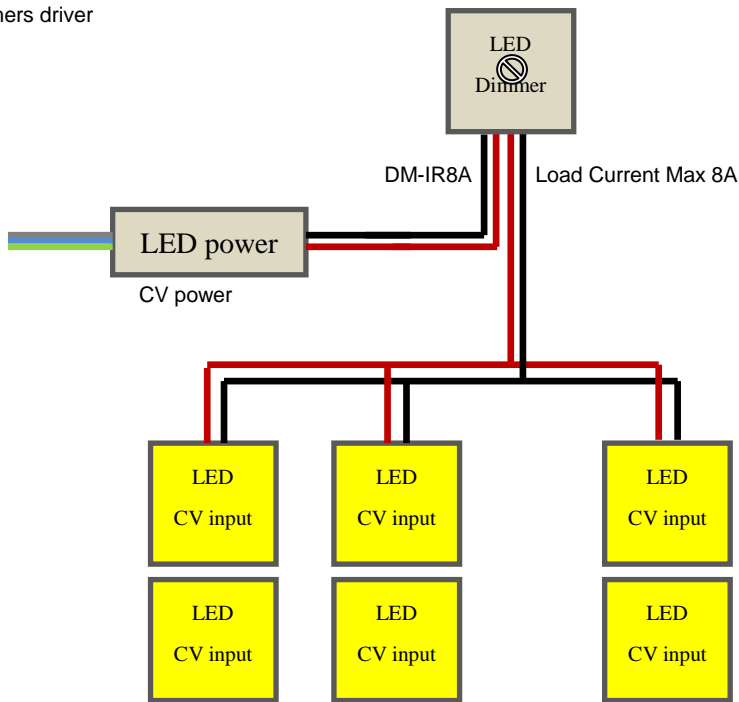 ners driver
LED
Dimmer
DM-IR8A
Load Current Max 8A
LED power
CV power
LED
CV input
LED
CV input
LED
CV input
LED
CV input
LED
CV input
LED
CV input